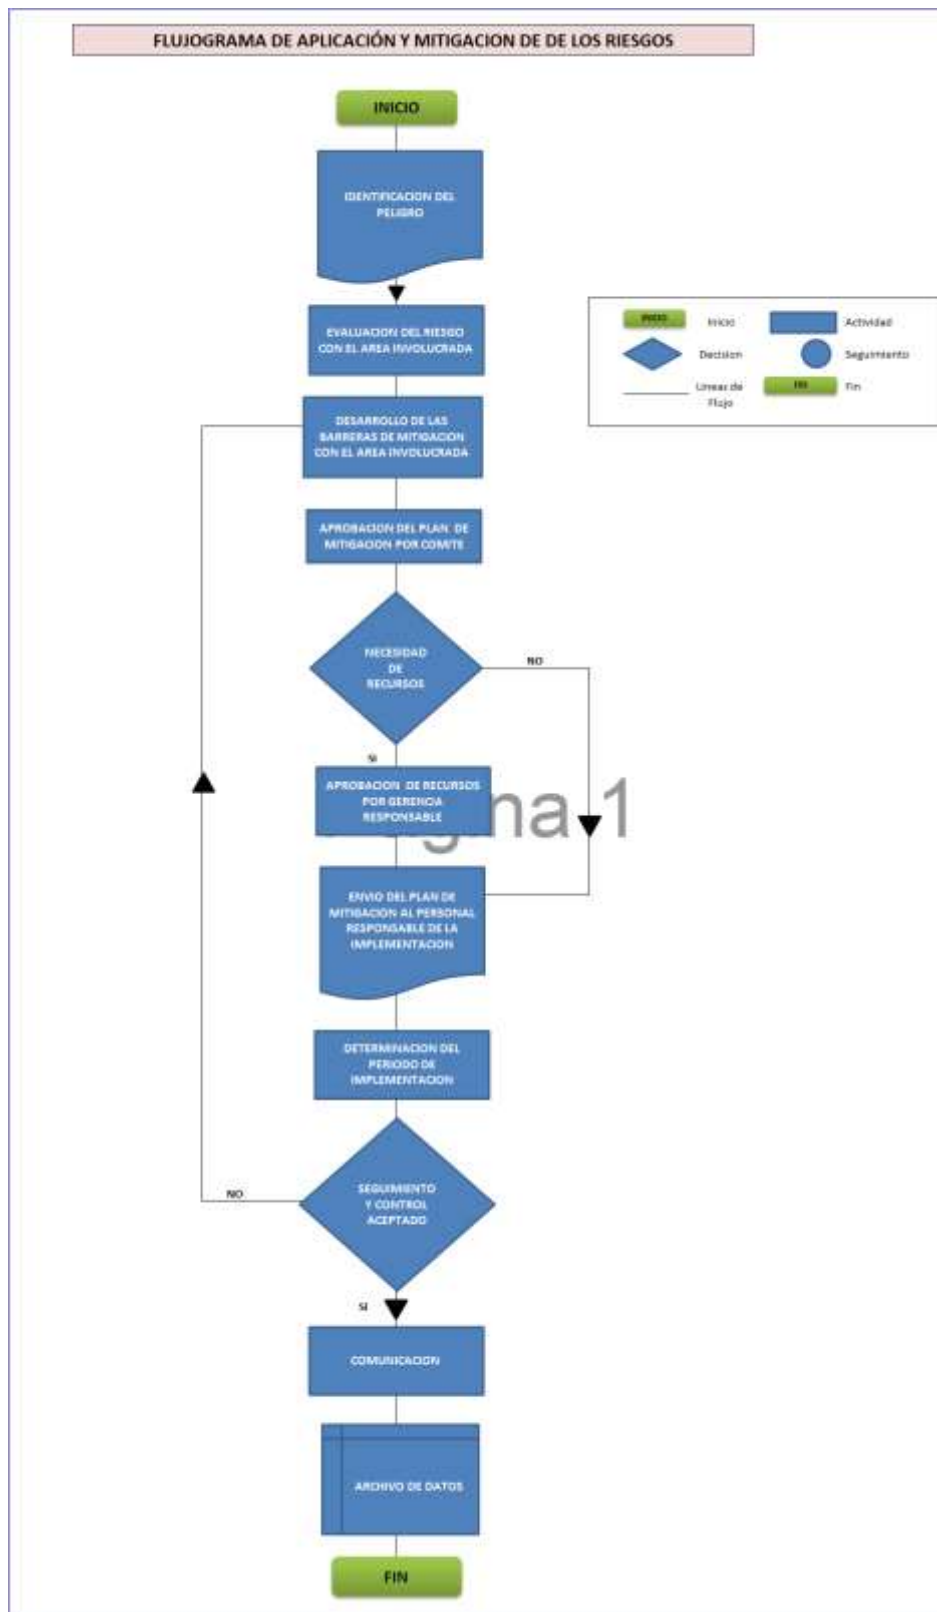 FLUJOGRAMA DE APLICACIÓN Y MITIGACION DE DE LOS RIESGOS
INICIO
IDENTIFICACION DEL
PELIGRO
EVALUACION DEL RIESGO
CON EL AREA INVOLUCRADA
INICIO
Inicio
Actividad
Decision
Seguimiento
Lineas de
Flujo
FIN
Fin
DESARROLLO DE LAS
BARRERAS DE MITIGACION
CON EL AREA INVOLUCRADA
APROBACION DEL PLAN DE
MITIGACION POR COMITE
NECESIDAD
DE
RECURSOS
NO
SI
APROBACION DE RECURSOS
POR GERENCIA
RESPONSABLE
gina 1
ENVIO DEL PLAN DE
MITIGACION AL PERSONAL
RESPONSABLE DE LA
IMPLEMENTACION
DETERMINACION DEL
PERIODO DE
IMPLEMENTACION
SEGUIMIENTO
Y CONTROL
ACEPTADO
NO
SI
COMUNICACION
ARCHIVO DE DATOS
FIN